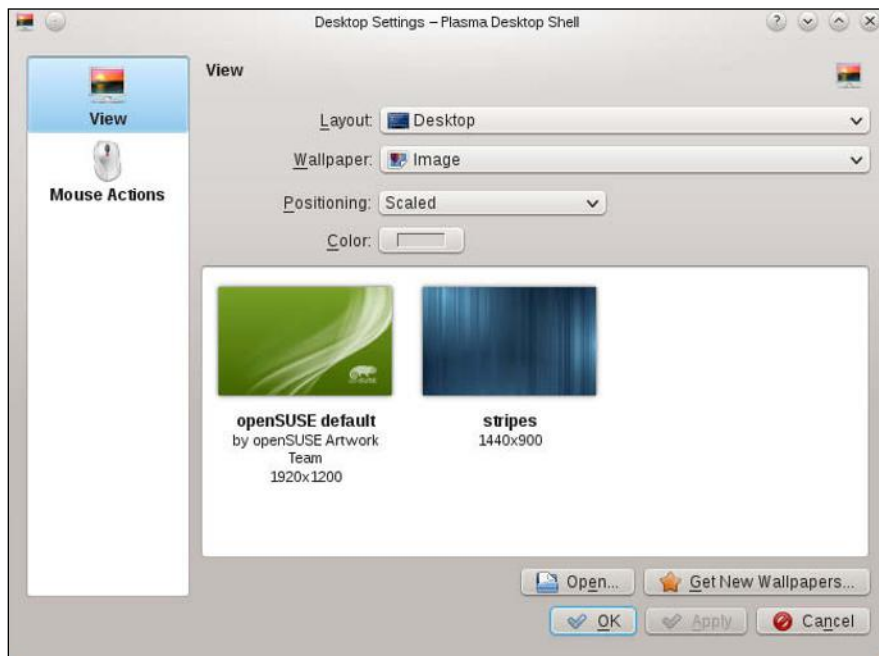 Desktop Settings – Plasma Desktop Shell
View
Mouse Actions
View
Layout: Desktop
Wallpaper: Image
Positioning: Scaled
Color:
openSUSE default
by openSUSE Artwork
Team
1920x1200
stripes
1440x900
Open...
Get New Wallpapers...
OK
Apply
Cancel